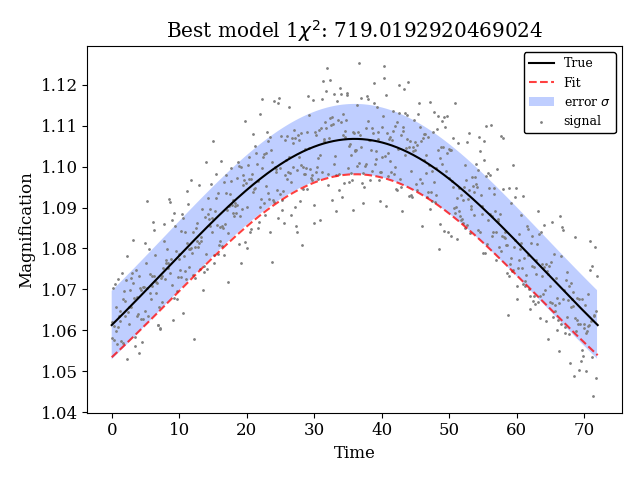 Best model 1χ²: 719.0192920469024
True
Fit
error σ
signal
Magnification
1.12
1.11
1.10
1.09
1.08
1.07
1.06
1.05
1.04
0 10 20 30 40 50 60 70
Time